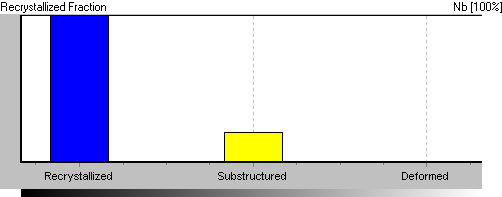 Recrystallized Fraction Nb [100%]
Recrystallized Substructured Deformed